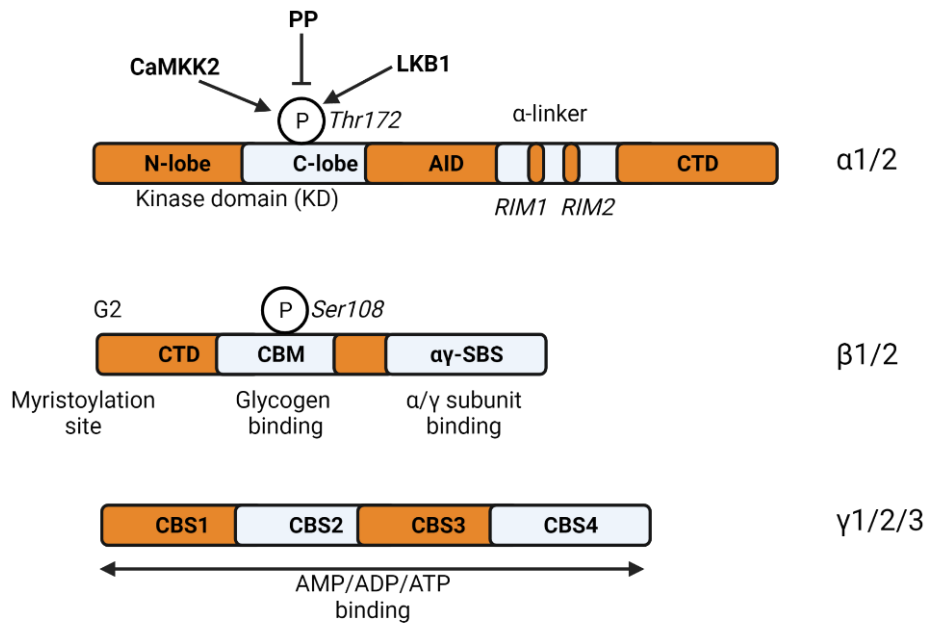 PP
CaMKK2
LKB1
P
Thr172
α-linker
N-lobe
C-lobe
AID
CTD
α1/2
Kinase domain (KD)
RIM1
RIM2
G2
P
Ser108
CTD
CBM
αγ-SBS
β1/2
Myristoylation
site
Glycogen
binding
α/γ subunit
binding
CBS1
CBS2
CBS3
CBS4
γ1/2/3
AMP/ADP/ATP
binding